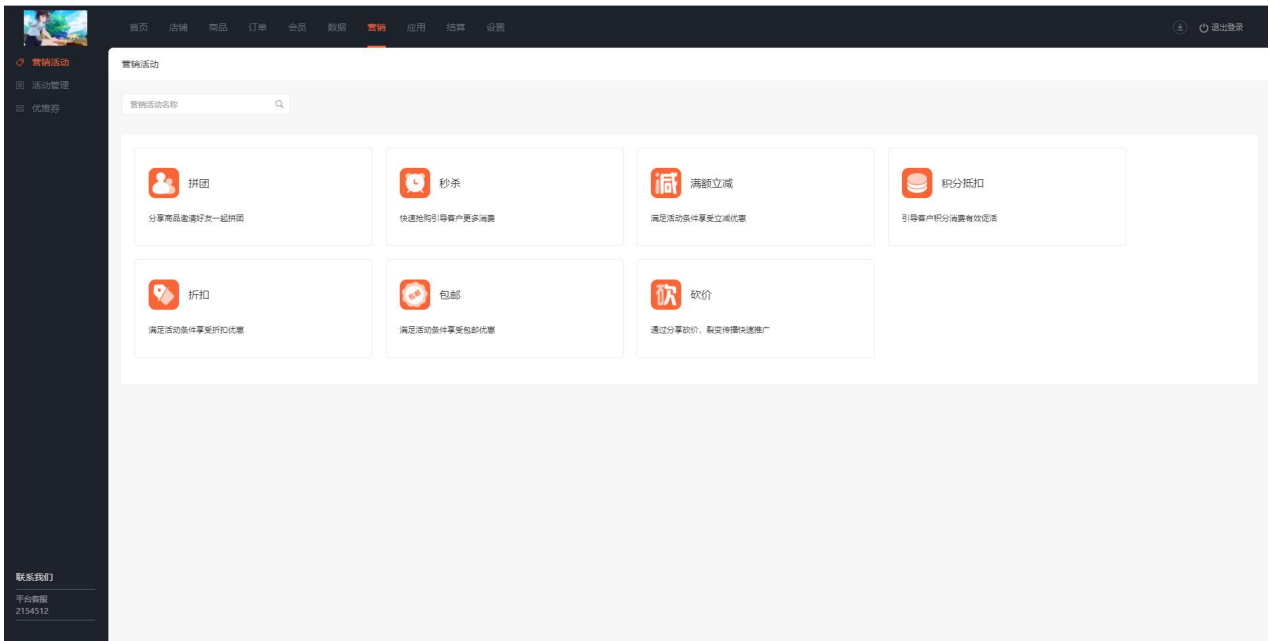 首页 店铺 商品 订单 会员 数据 营销 应用 结算 设置 退出登录
营销活动
活动管理
优惠券
营销活动
营销活动名称
拼团
分享商品邀请好友一起拼团
秒杀
快速抢购引导客户更多消费
满额立减
满足活动条件享受立减优惠
积分抵扣
引导客户积分消费有效促活
折扣
满足活动条件享受折扣优惠
包邮
满足活动条件享受包邮优惠
砍价
通过分享砍价，裂变传播快速推广
减
砍
联系我们
平台客服
2154512